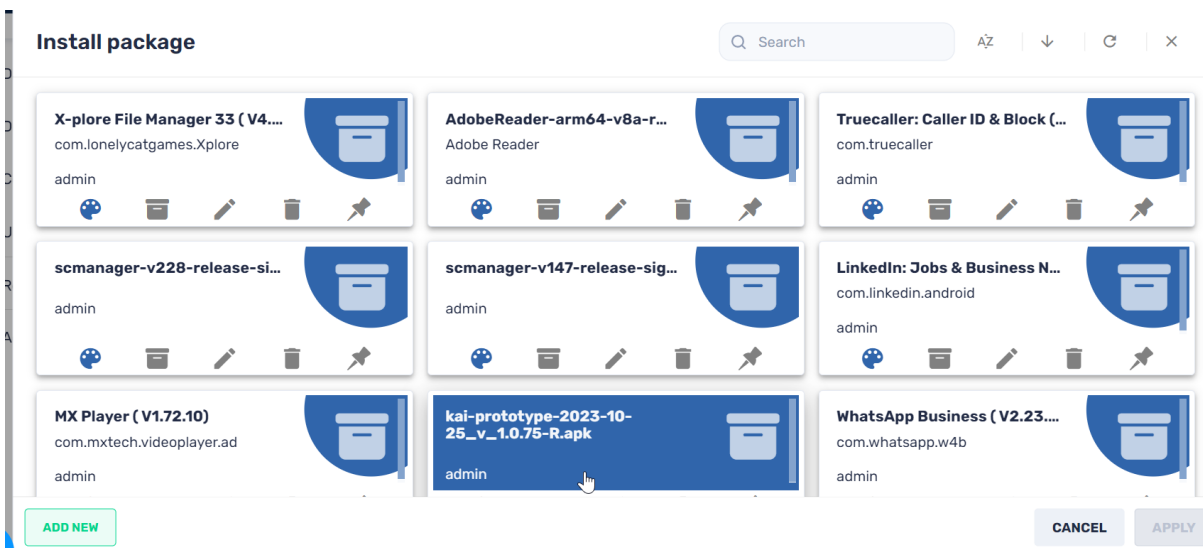 Install package
Search
AZ
X-plore File Manager 33 ( V4....
com.lonelycatgames.Xplore
admin
AdobeReader-arm64-v8a-r...
Adobe Reader
admin
Truecaller: Caller ID & Block (...
com.truecaller
admin
scmanager-v228-release-si...
admin
scmanager-v147-release-sig...
admin
LinkedIn: Jobs & Business N...
com.linkedin.android
admin
MX Player ( V1.72.10)
com.mxtech.videoplayer.ad
admin
kai-prototype-2023-10-
25_v_1.0.75-R.apk
admin
WhatsApp Business ( V2.23....
com.whatsapp.w4b
admin
ADD NEW
CANCEL
APPLY